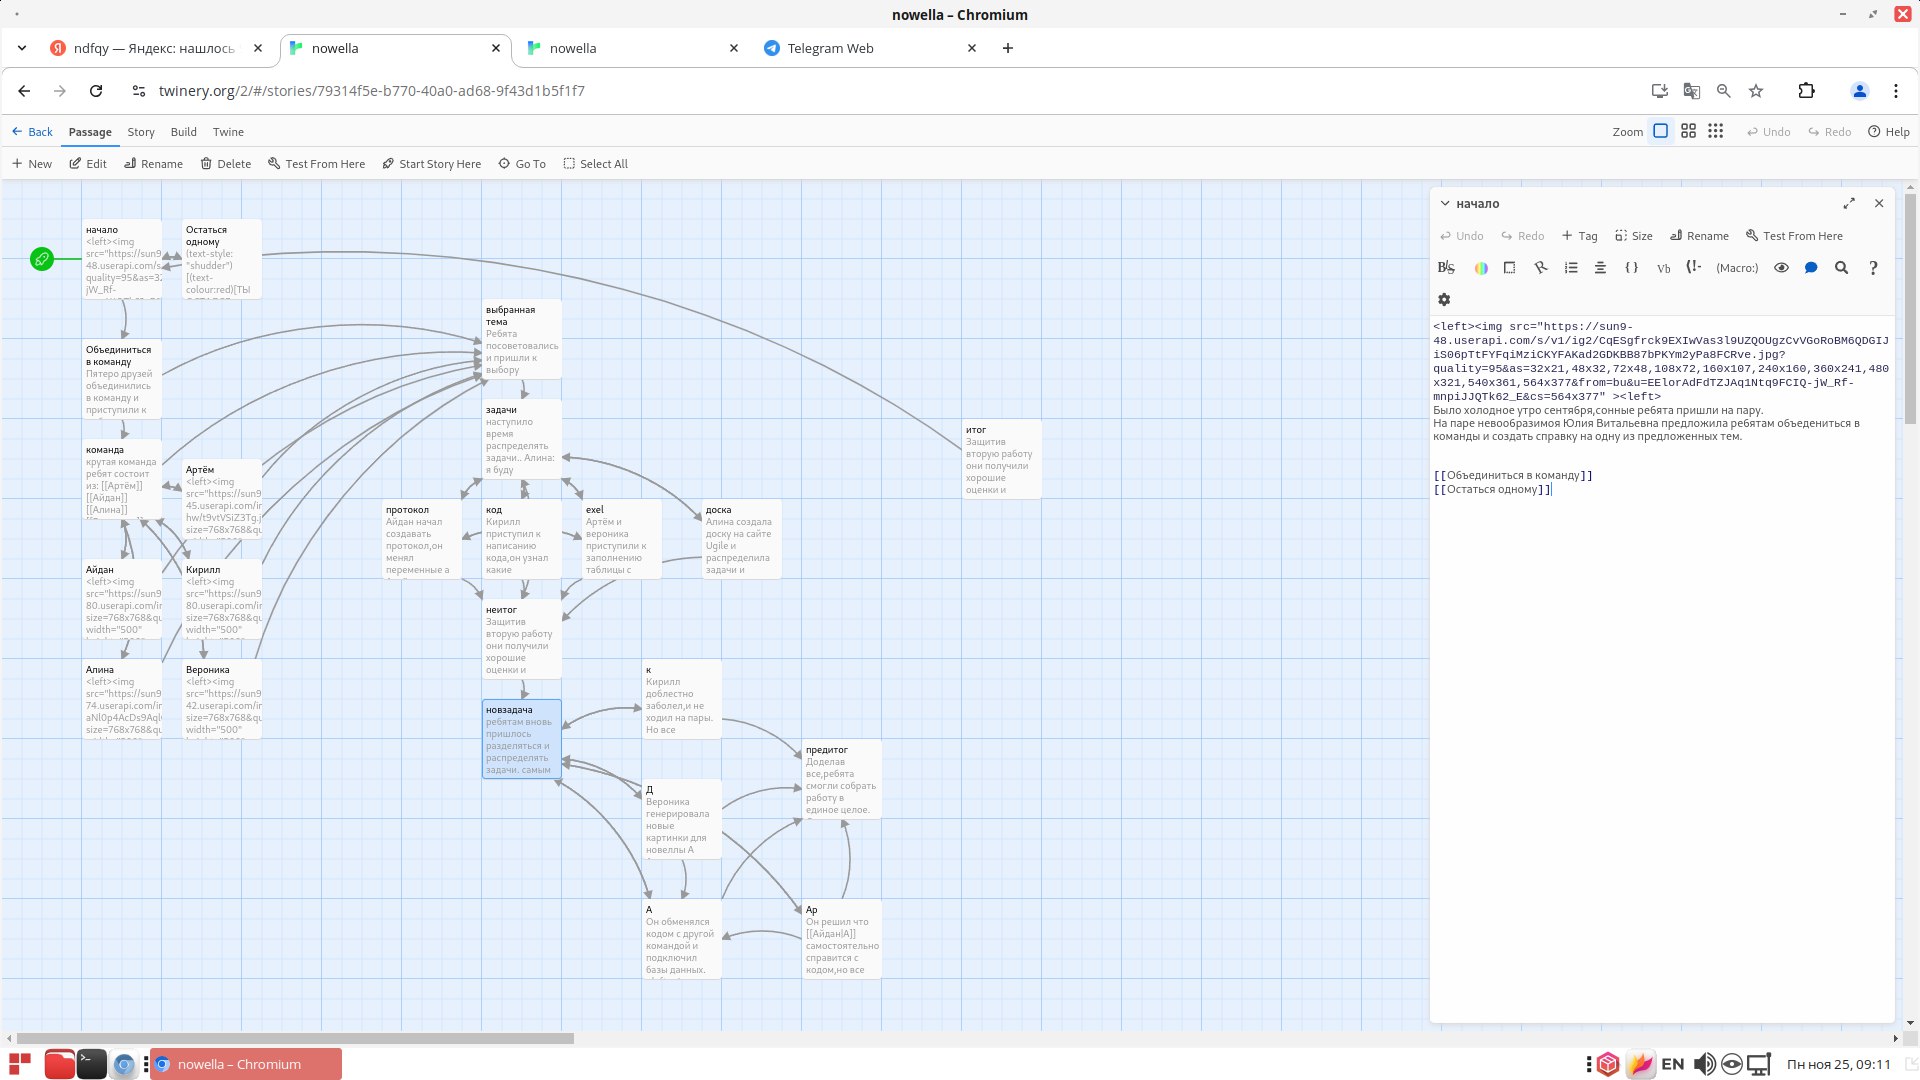 nowella – Chromium
ndfqy — Яндекс: нашлось
nowella
nowella
Telegram Web
twinery.org/2/#/stories/79314f5e-b770-40a0-ad68-9f43d1b5f1f7
Back Passage Story Build Twine
Zoom Undo Redo Help
New Edit Rename Delete Test From Here Start Story Here Go To Select All
начало
<left><img
src="https://sun9
48.userapi.com/s
quality=95&as=32
jW_Rf-
Остаться
одному
(text-style:
"shudder")
[(text-
colour:red)[ТЫ
Объединиться
в команду
Пятеро друзей
объединились
в команду и
приступили к
команда
крутая команда
ребят состоит
из: [[Артём]]
[[Айдан]]
[[Алина]]
Артём
<left><img
src="https://sun9
45.userapi.com/in
hw/t9vtVSiZ3Tg.j
size=768x768&qu
Айдан
<left><img
src="https://sun9
80.userapi.com/in
size=768x768&qu
width="500"
Кирилл
<left><img
src="https://sun9
80.userapi.com/in
size=768x768&qu
width="500"
Алина
<left><img
src="https://sun9
74.userapi.com/in
aNl0p4AcDs9Aql
size=768x768&qu
Вероника
<left><img
src="https://sun9
42.userapi.com/in
size=768x768&qu
width="500"
выбранная
тема
Ребята
посоветовались
и пришли к
выбору
задачи
наступило
время
распределять
задачи.. Алина:
я буду
протокол
Айдан начал
создавать
протокол,он
менял
переменные а
код
Кирилл
приступил к
написанию
кода,он узнал
какие
exel
Артём и
вероника
приступили к
заполнению
таблицы с
доска
Алина создала
доску на сайте
Ugile и
распределила
задачи и
неитог
Защитив
вторую работу
они получили
хорошие
оценки и
итог
Защитив
вторую работу
они получили
хорошие
оценки и
новзадача
ребятам вновь
пришлось
разделяться и
распределять
задачи. самым
к
Кирилл
доблестно
заболел,и не
ходил на пары.
Но все
Д
Вероника
генерировала
новые
картинки для
новеллы А
предитог
Доделав
все,ребята
смогли собрать
работу в
единое целое.
А
Он обменялся
кодом с другой
командой и
подключил
базы данных.
Ар
Он решил что
[[Айдан|А]]
самостоятельно
справится с
кодом,но все
начало
Undo Redo Tag Size Rename Test From Here
(Macro:)
<left><img src="https://sun9-
48.userapi.com/s/v1/ig2/CqESgfrck9EXIwVas3l9UZQOUgzCvVGoRoBM6QDGIJ
iS06pTtFYFqiMziCKYFAKad2GDKBB87bPKYm2yPa8FCRve.jpg?
quality=95&as=32x21,48x32,72x48,108x72,160x107,240x160,360x241,480
x321,540x361,564x377&from=bu&u=EElorAdFdTZJAq1Ntq9FCIQ-jW_Rf-
mnpiJJQTk62_E&cs=564x377" ><left>
Было холодное утро сентября,сонные ребята пришли на пару.
На паре невообразимоя Юлия Витальевна предложила ребятам объедениться в
команды и создать справку на одну из предложенных тем.
[[Объединиться в команду]]
[[Остаться одному]]
nowella – Chromium
EN
Пн ноя 25, 09:11